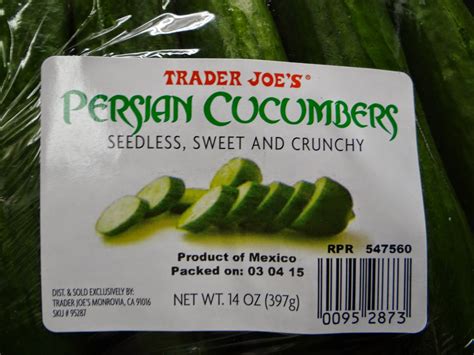 TRADER JOE'S®
PERSIAN CUCUMBERS
SEEDLESS, SWEET AND CRUNCHY
Product of Mexico
Packed on: 03 04 15
RPR 547560
DIST. & SOLD EXCLUSIVELY BY:
TRADER JOE'S MONROVIA, CA 91016
SKU # 95287
NET WT. 14 OZ (397g)
0095 2873